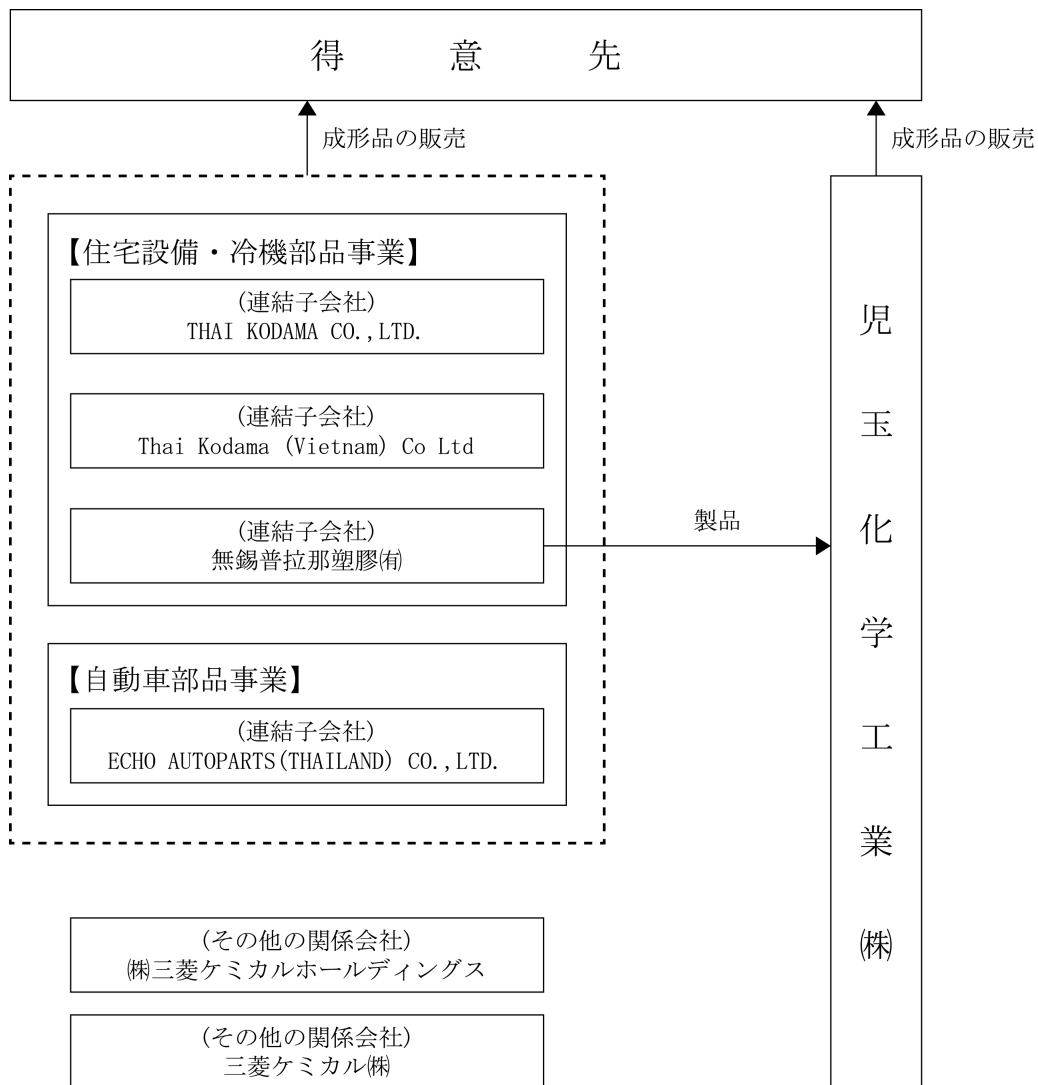 得意先
成形品の販売
成形品の販売
【住宅設備・冷機部品事業】
(連結子会社)
THAI KODAMA CO.,LTD.
(連結子会社)
Thai Kodama (Vietnam) Co Ltd
(連結子会社)
無錫普拉那塑膠㈲
製品
【自動車部品事業】
(連結子会社)
ECHO AUTOPARTS(THAILAND) CO.,LTD.
(その他の関係会社)
㈱三菱ケミカルホールディングス
(その他の関係会社)
三菱ケミカル㈱
児玉化学工業㈱